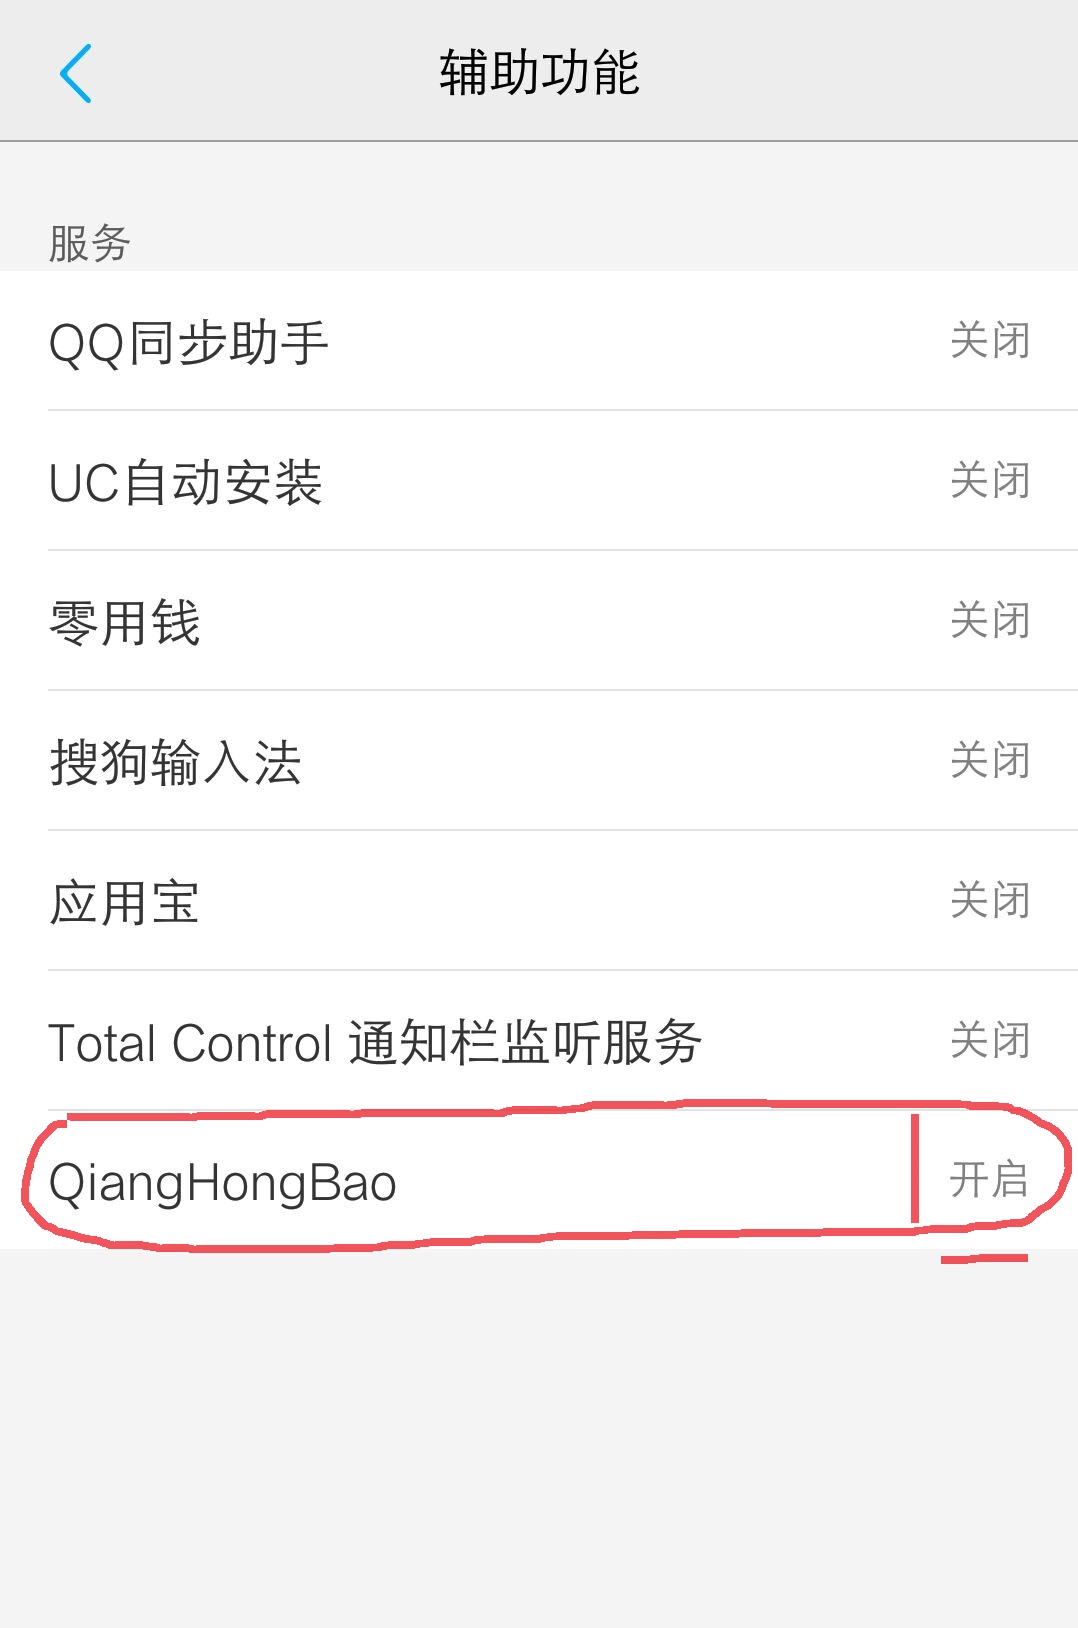 辅助功能
服务
QQ同步助手 关闭
UC自动安装 关闭
零用钱 关闭
搜狗输入法 关闭
应用宝 关闭
Total Control 通知栏监听服务 关闭
QiangHongBao 开启